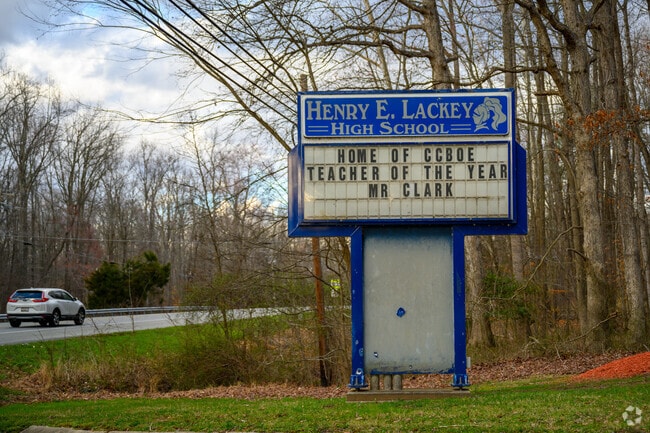 HENRY E. LACKEY
HIGH SCHOOL
HOME OF CCBOE
TEACHER OF THE YEAR
MR CLARK